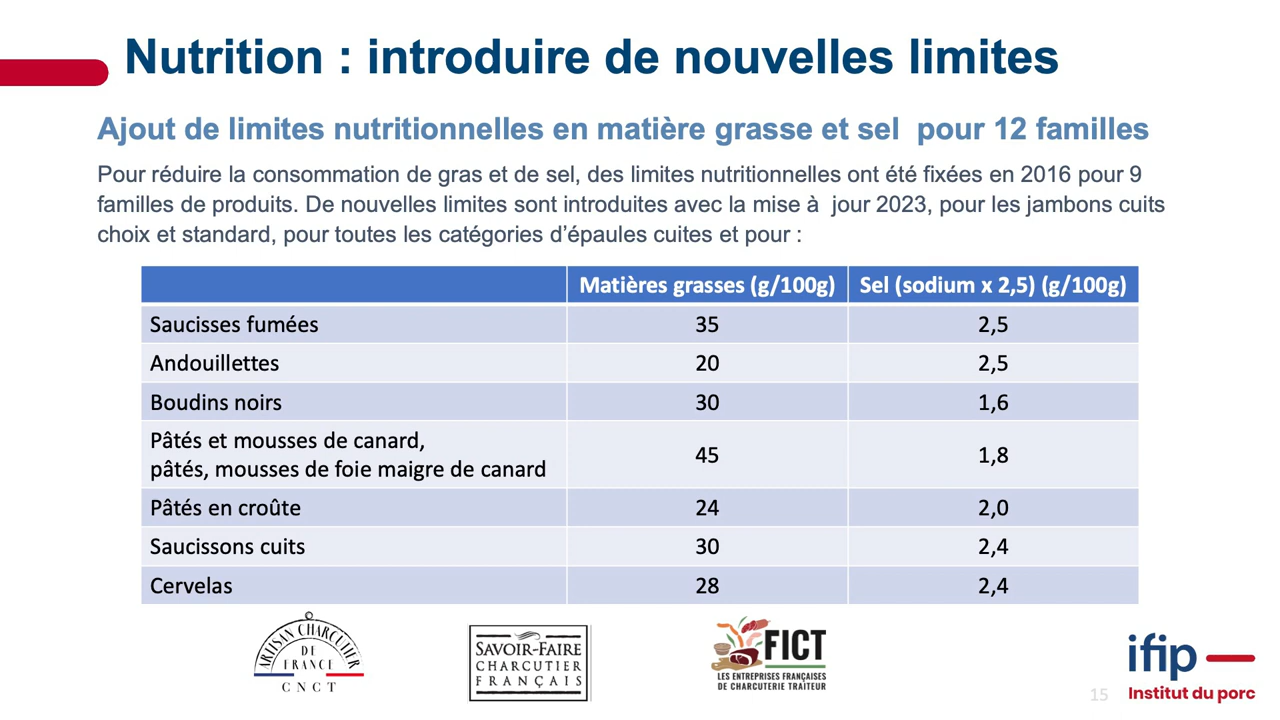 Nutrition : introduire de nouvelles limites
Ajout de limites nutritionnelles en matière grasse et sel pour 12 familles
Pour réduire la consommation de gras et de sel, des limites nutritionnelles ont été fixées en 2016 pour 9
familles de produits. De nouvelles limites sont introduites avec la mise à jour 2023, pour les jambons cuits
choix et standard, pour toutes les catégories d’épaules cuites et pour :
Matières grasses (g/100g) Sel (sodium x 2,5) (g/100g)
Saucisses fumées 35 2,5
Andouillettes 20 2,5
Boudins noirs 30 1,6
Pâtés et mousses de canard,
pâtés, mousses de foie maigre de canard 45 1,8
Pâtés en croûte 24 2,0
Saucissons cuits 30 2,4
Cervelas 28 2,4
ARTISAN CHARCUTIER
DE
FRANCE
CNCT
SAVOIR-FAIRE
CHARCUTIER
FRANÇAIS
FICT
LES ENTREPRISES FRANÇAISES
DE CHARCUTERIE TRAITEUR
15
ifip
Institut du porc